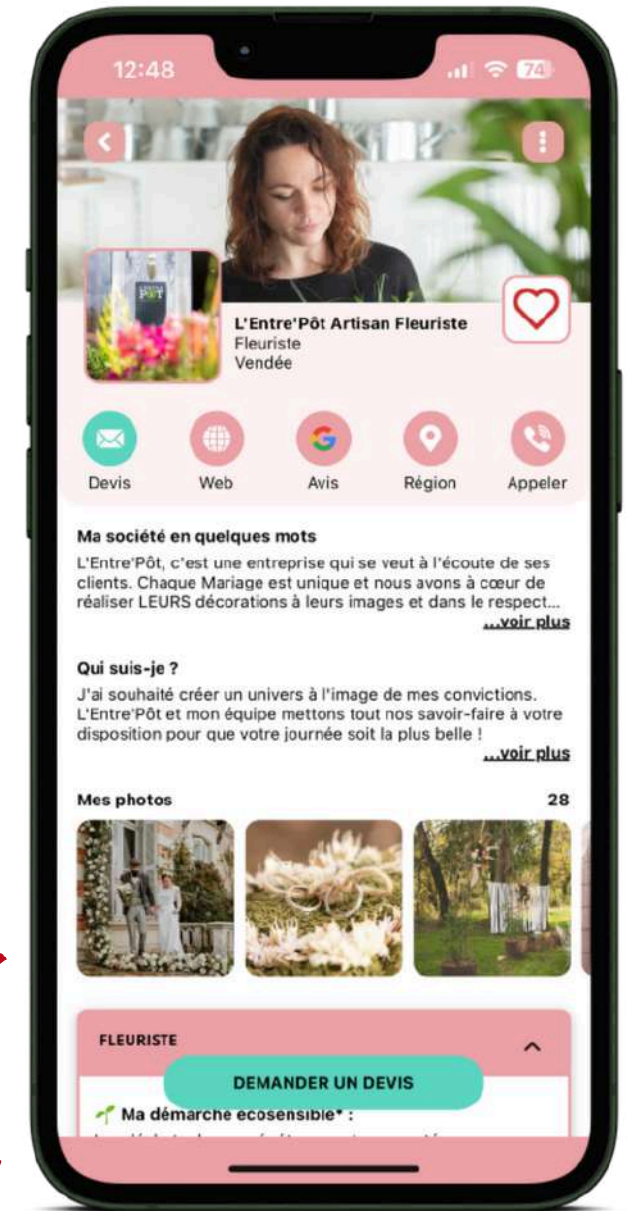 12:48
74
POT
L'Entre'Pôt Artisan Fleuriste
Fleuriste
Vendée
Devis
Web
Avis
Région
Appeler
Ma société en quelques mots
L'Entre'Pôt, c'est une entreprise qui se veut à l'écoute de ses
clients. Chaque Mariage est unique et nous avons à cœur de
réaliser LEURS décorations à leurs images et dans le respect...
...voir plus
Qui suis-je ?
J'ai souhaité créer un univers à l'image de mes convictions.
L'Entre'Pôt et mon équipe mettons tout nos savoir-faire à votre
disposition pour que votre journée soit la plus belle !
...voir plus
Mes photos
28
FLEURISTE
DEMANDER UN DEVIS
Ma démarche ecosensible* :